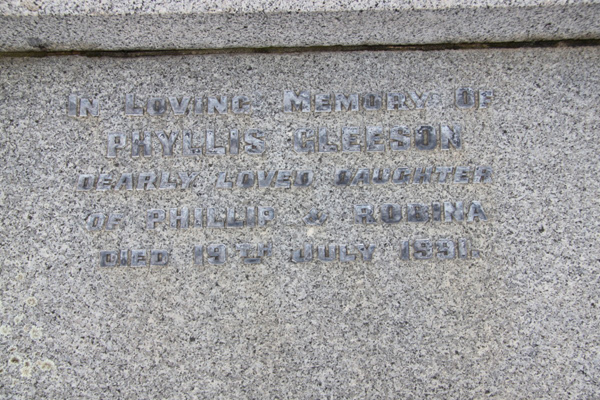 IN LOVING MEMORY OF
PHYLLIS GLEESON
DEARLY LOVED DAUGHTER
OF PHILLIP & ROBINA
DIED 19TH JULY 1991.